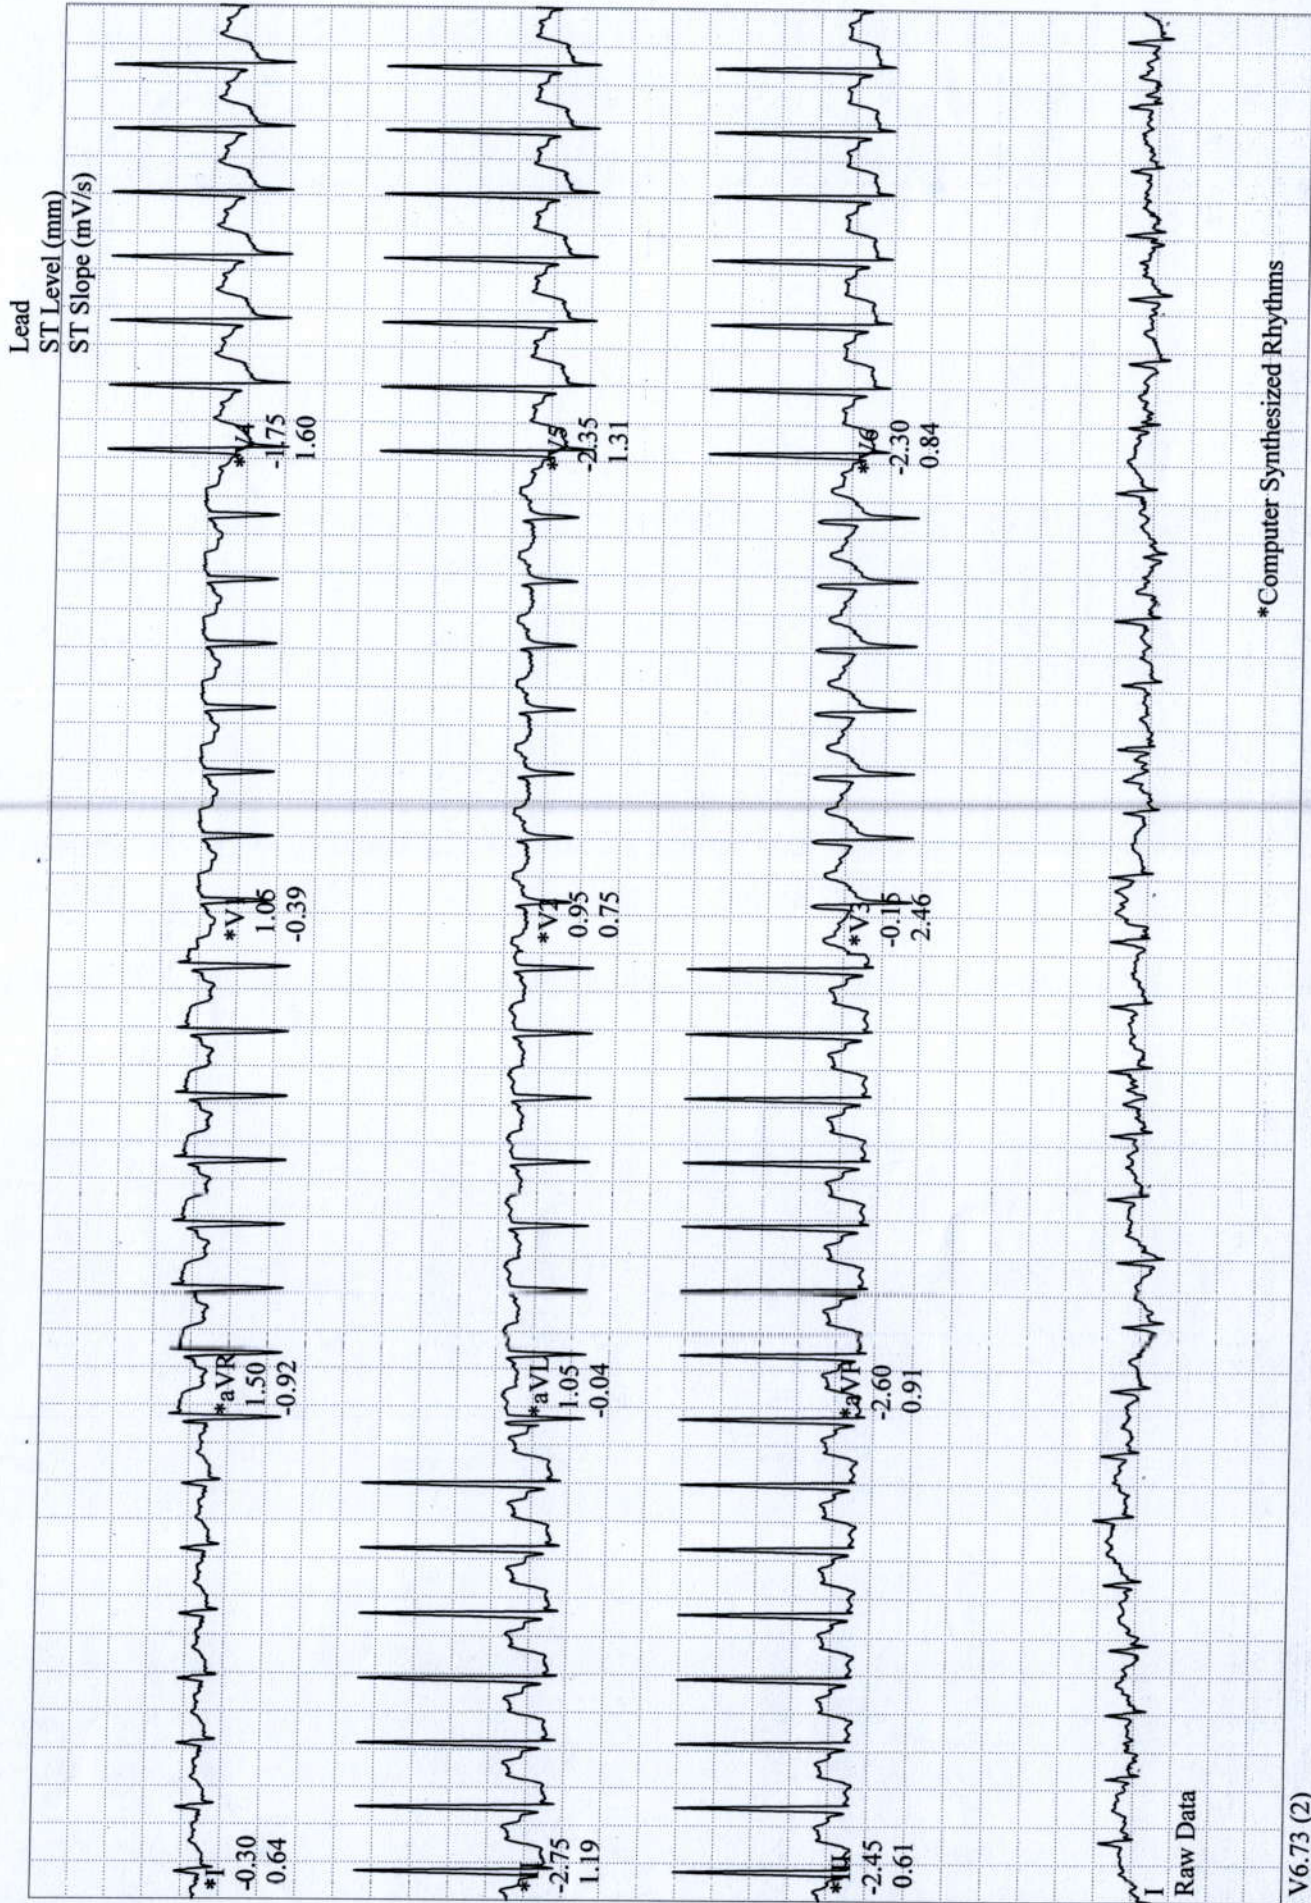 Lead
ST Level (mm)
ST Slope (mV/s)
*I
-0.30
0.64
*aVR
1.50
-0.92
*V1
1.05
-0.39
*V4
-1.75
1.60
*II
-2.75
1.19
*aVL
1.05
-0.04
*V2
0.95
0.75
*V5
-2.35
1.31
*III
-2.45
0.61
*aVF
-2.60
0.91
*V3
-0.15
2.46
*V6
-2.30
0.84
I
Raw Data
*Computer Synthesized Rhythms
V6.73 (2)